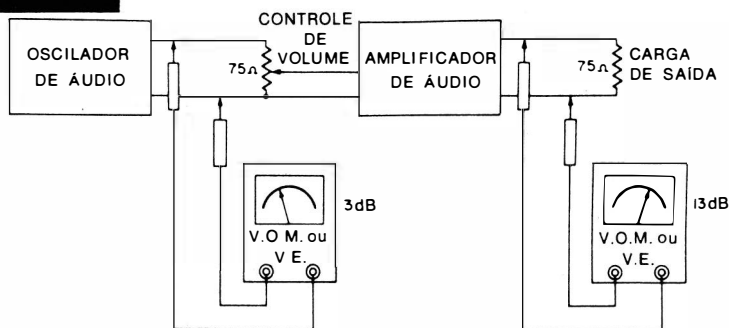 OSCILADOR
DE ÁUDIO
75Ω
CONTROLE
DE
VOLUME
AMPLIFICADOR
DE ÁUDIO
75Ω
CARGA
DE SAÍDA
V.O M. ou
V E.
3dB
V.O.M. ou
V.E.
13dB